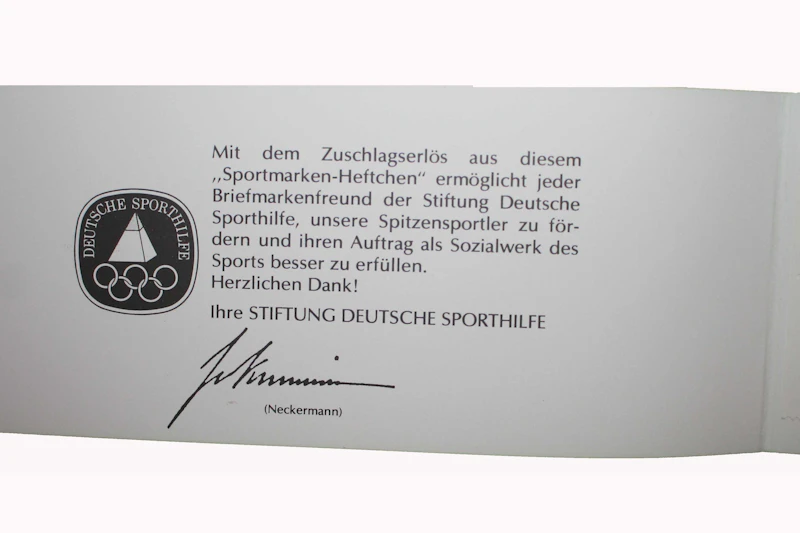 DEUTSCHE SPORTHILFE
Mit dem Zuschlagserlös aus diesem
,,Sportmarken-Heftchen“ ermöglicht jeder
Briefmarkenfreund der Stiftung Deutsche
Sporthilfe, unsere Spitzensportler zu för-
dern und ihren Auftrag als Sozialwerk des
Sports besser zu erfüllen.
Herzlichen Dank!
Ihre STIFTUNG DEUTSCHE SPORTHILFE
(Neckermann)